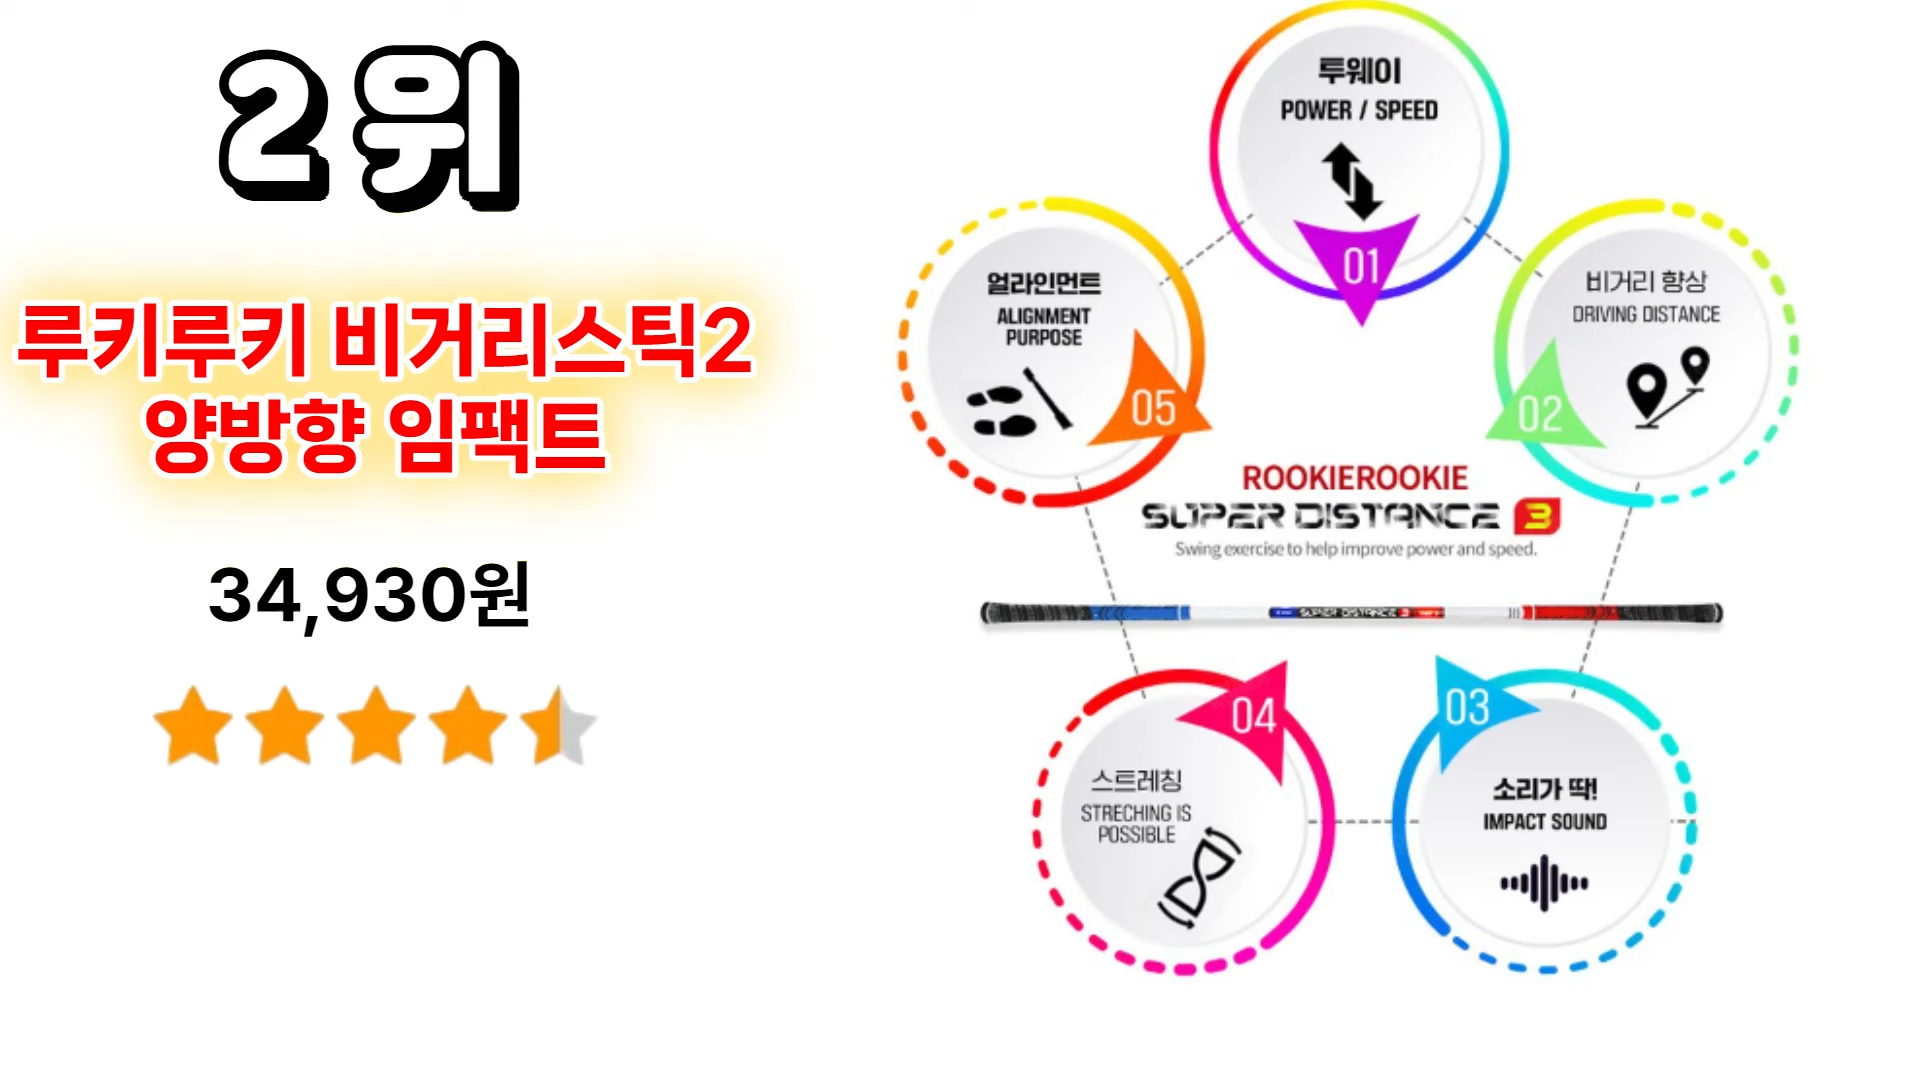 2위
루키루키 비거리스틱2
양방향 임팩트
34,930원
투웨이
POWER / SPEED
01
비거리 향상
DRIVING DISTANCE
02
얼라인먼트
ALIGNMENT
PURPOSE
05
ROOKIEROOKIE
SUPER DISTANCE 3
Swing exercise to help improve power and speed.
SUPER DISTANCE 3
04
스트레칭
STRECHING IS
POSSIBLE
03
소리가 딱!
IMPACT SOUND